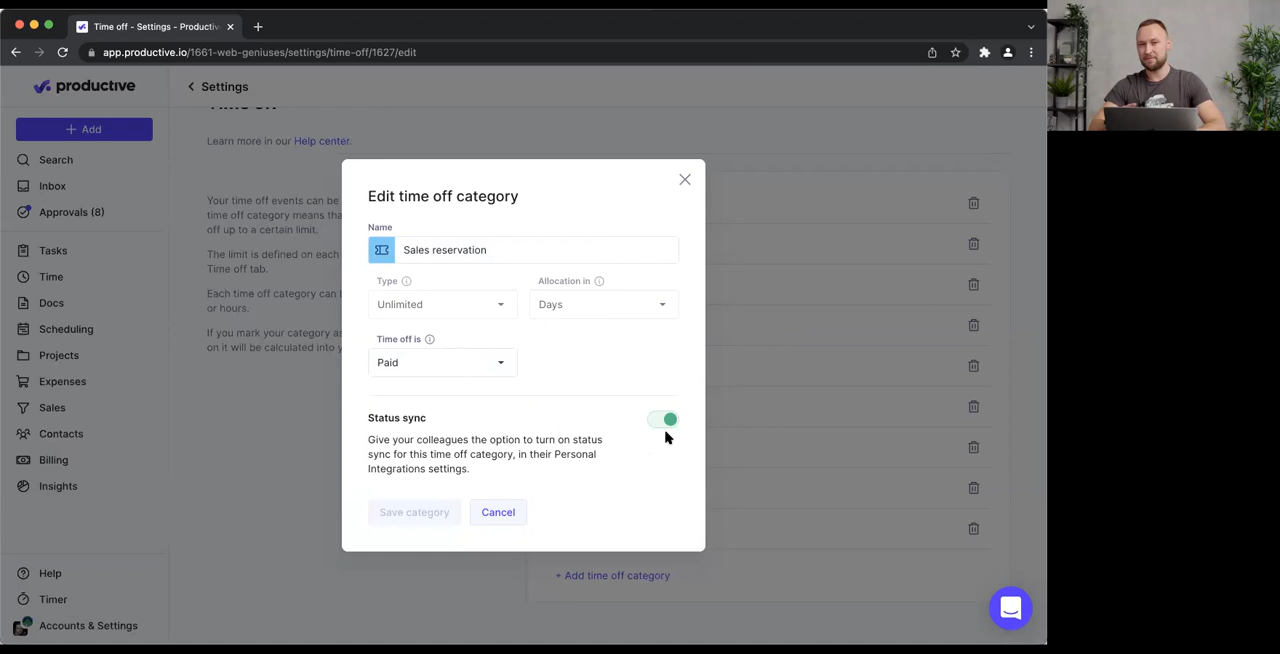 Time off - Settings - Productiv
app.productive.io/1661-web-geniuses/settings/time-off/1627/edit
productive
Settings
+ Add
Learn more in our Help center.
Search
Inbox
Approvals (8)
Tasks
Time
Docs
Scheduling
Projects
Expenses
Sales
Contacts
Billing
Insights
Help
Timer
Accounts & Settings
Your time off events can be
time off category means tha
off up to a certain limit.
The limit is defined on each
Time off tab.
Each time off category can
or hours.
If you mark your category as
on it will be calculated into y
Edit time off category
Name
Sales reservation
Type
Allocation in
Unlimited
Days
Time off is
Paid
Status sync
Give your colleagues the option to turn on status
sync for this time off category, in their Personal
Integrations settings.
Save category
Cancel
+ Add time off category